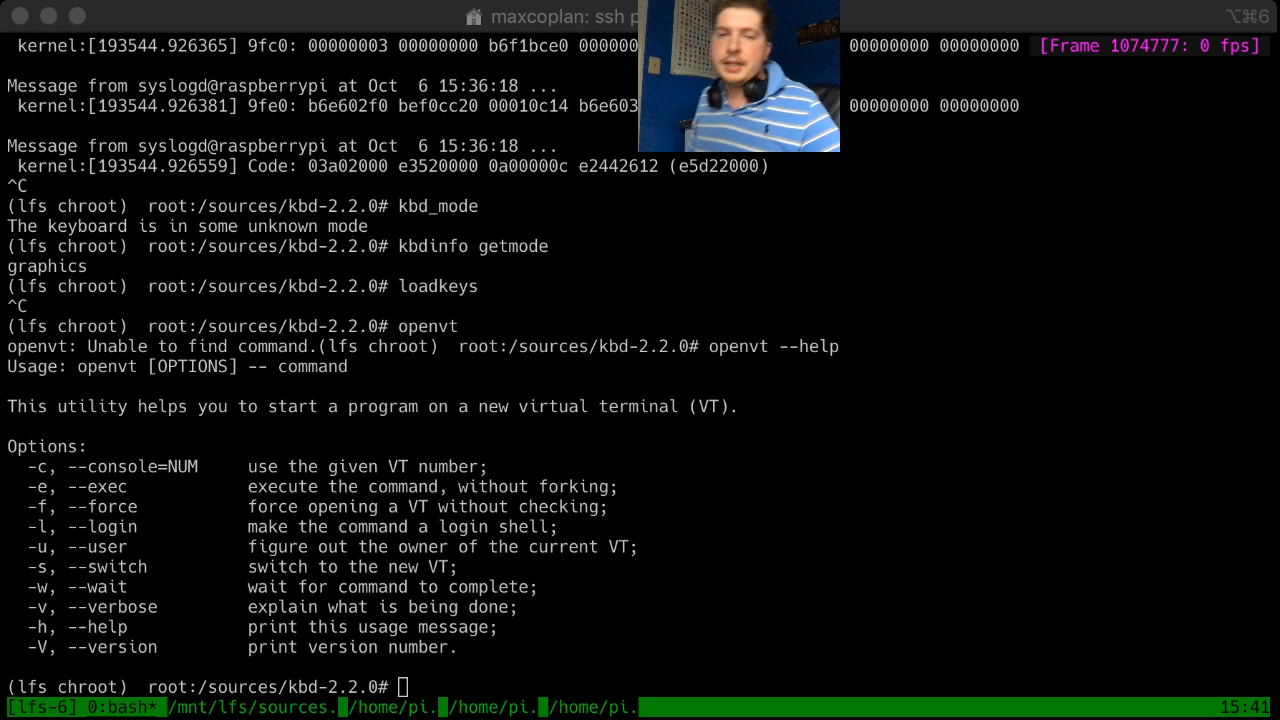 maxcoplan: ssh p
⌥⌘6
kernel:[193544.926365] 9fc0: 00000003 00000000 b6f1bce0 000000 00000000 00000000 [Frame 1074777: 0 fps]
Message from syslogd@raspberrypi at Oct  6 15:36:18 ...
kernel:[193544.926381] 9fe0: b6e602f0 bef0cc20 00010c14 b6e603 00000000 00000000
Message from syslogd@raspberrypi at Oct  6 15:36:18 ...
kernel:[193544.926559] Code: 03a02000 e3520000 0a00000c e2442612 (e5d22000)
^C
(lfs chroot)  root:/sources/kbd-2.2.0# kbd_mode
The keyboard is in some unknown mode
(lfs chroot)  root:/sources/kbd-2.2.0# kbdinfo getmode
graphics
(lfs chroot)  root:/sources/kbd-2.2.0# loadkeys
^C
(lfs chroot)  root:/sources/kbd-2.2.0# openvt
openvt: Unable to find command.(lfs chroot)  root:/sources/kbd-2.2.0# openvt --help
Usage: openvt [OPTIONS] -- command
This utility helps you to start a program on a new virtual terminal (VT).
Options:
-c, --console=NUM     use the given VT number;
-e, --exec            execute the command, without forking;
-f, --force           force opening a VT without checking;
-l, --login           make the command a login shell;
-u, --user            figure out the owner of the current VT;
-s, --switch          switch to the new VT;
-w, --wait            wait for command to complete;
-v, --verbose         explain what is being done;
-h, --help            print this usage message;
-V, --version         print version number.
(lfs chroot)  root:/sources/kbd-2.2.0#
[lfs-6] 0:bash* /mnt/lfs/sources. /home/pi. /home/pi. /home/pi. 15:41